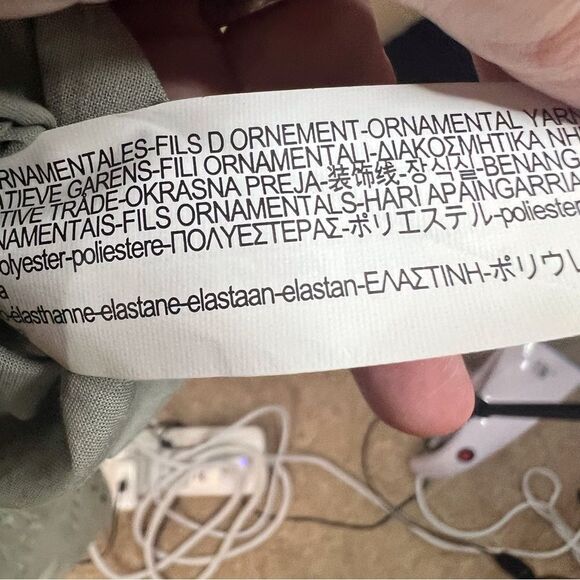 RNAMENTALES-FILS D ORNEMENT-ORNAMENTAL YARN
ATIEVE GARENS-FILI ORNAMENTALI-ΔΙΑΚΟΣΜΗΤΙΚΑ ΝΗ
TIVE TRÅDE-OKRASNA PREJA-装饰线-장식실-BENANG
NAMENTAIS-FILS ORNAMENTALS-HARI APAINGARRIA
olyester-poliestere-ΠΟΛΥΕΣΤΕΡΑΣ-ポリエステル-poliester
a
-élasthanne-elastane-elastaan-elastan-ΕΛΑΣΤΙΝΗ-ポリウレ